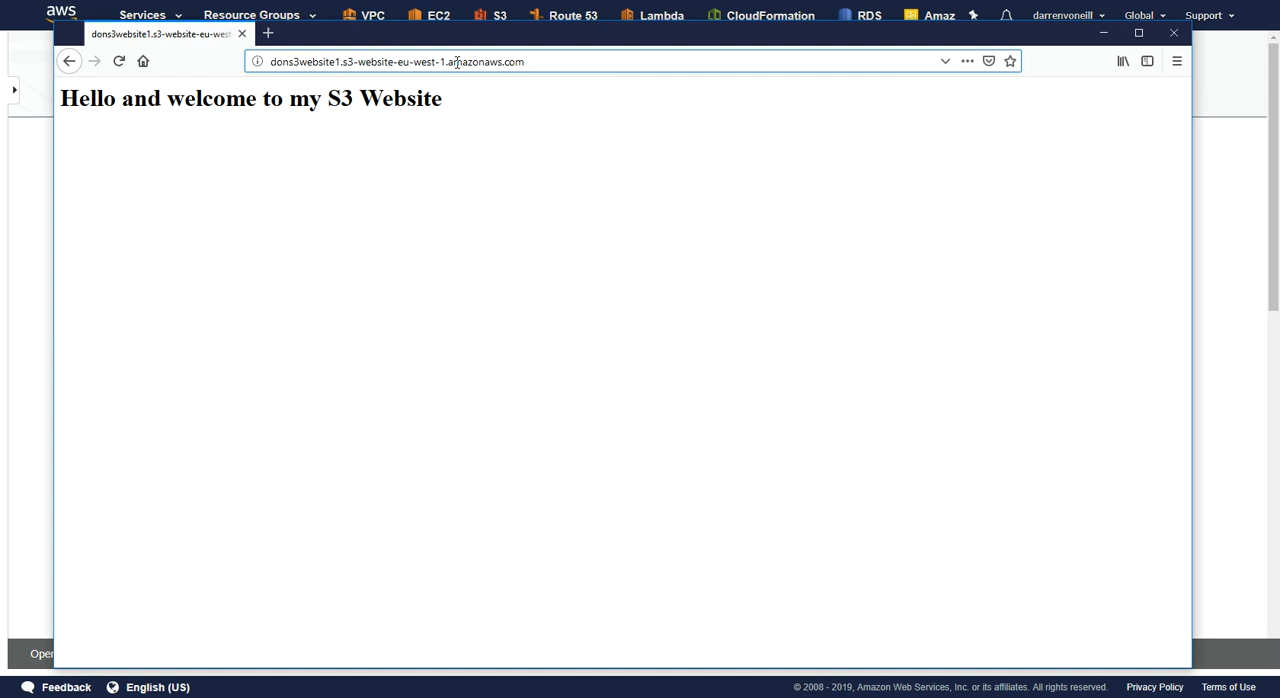 aws
Services
Resource Groups
VPC
EC2
S3
Route 53
Lambda
CloudFormation
RDS
Amaz
darrenvoneill
Global
Support
dons3website1.s3-website-eu-west
dons3website1.s3-website-eu-west-1.amazonaws.com
Hello and welcome to my S3 Website
Oper
Feedback
English (US)
© 2008 - 2019, Amazon Web Services, Inc. or its affiliates. All rights reserved.
Privacy Policy
Terms of Use